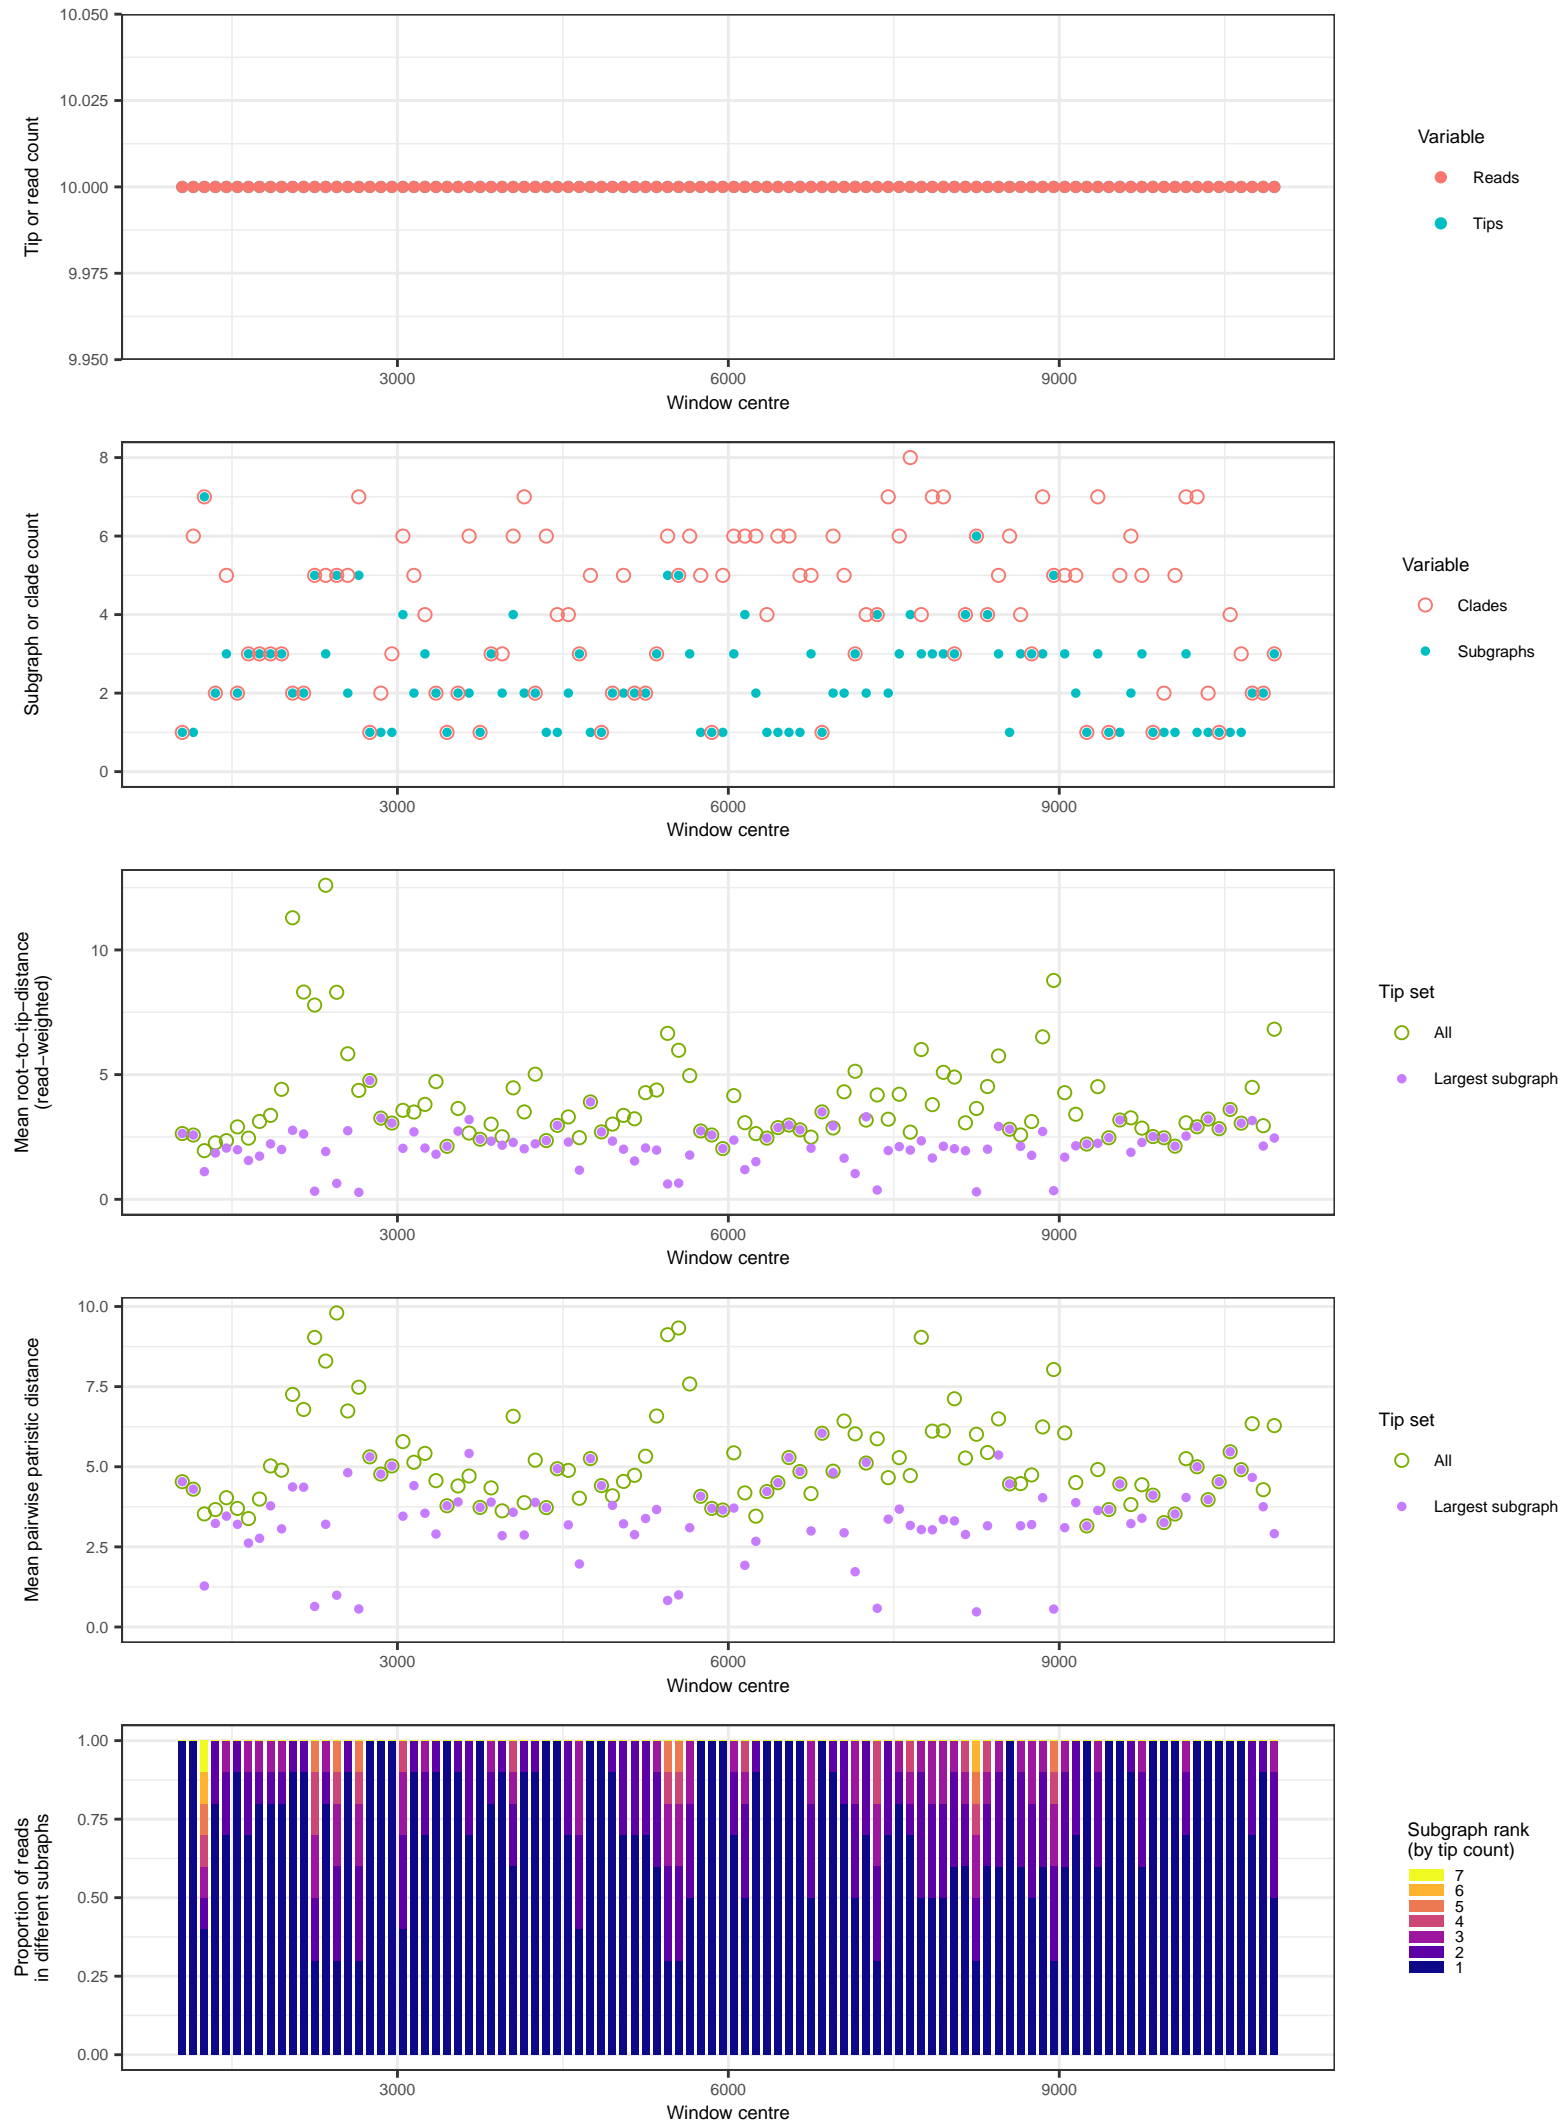 10.050
10.025
10.000
9.975
9.950
Tip or read count
3000 6000 9000
Window centre
Variable
Reads
Tips
8
6
4
2
0
Subgraph or clade count
3000 6000 9000
Window centre
Variable
Clades
Subgraphs
10
5
0
Mean root−to−tip−distance
(read−weighted)
3000 6000 9000
Window centre
Tip set
All
Largest subgraph
10.0
7.5
5.0
2.5
0.0
Mean pairwise patristic distance
3000 6000 9000
Window centre
Tip set
All
Largest subgraph
1.00
0.75
0.50
0.25
0.00
Proportion of reads
in different subraphs
3000 6000 9000
Window centre
Subgraph rank
(by tip count)
7
6
5
4
3
2
1